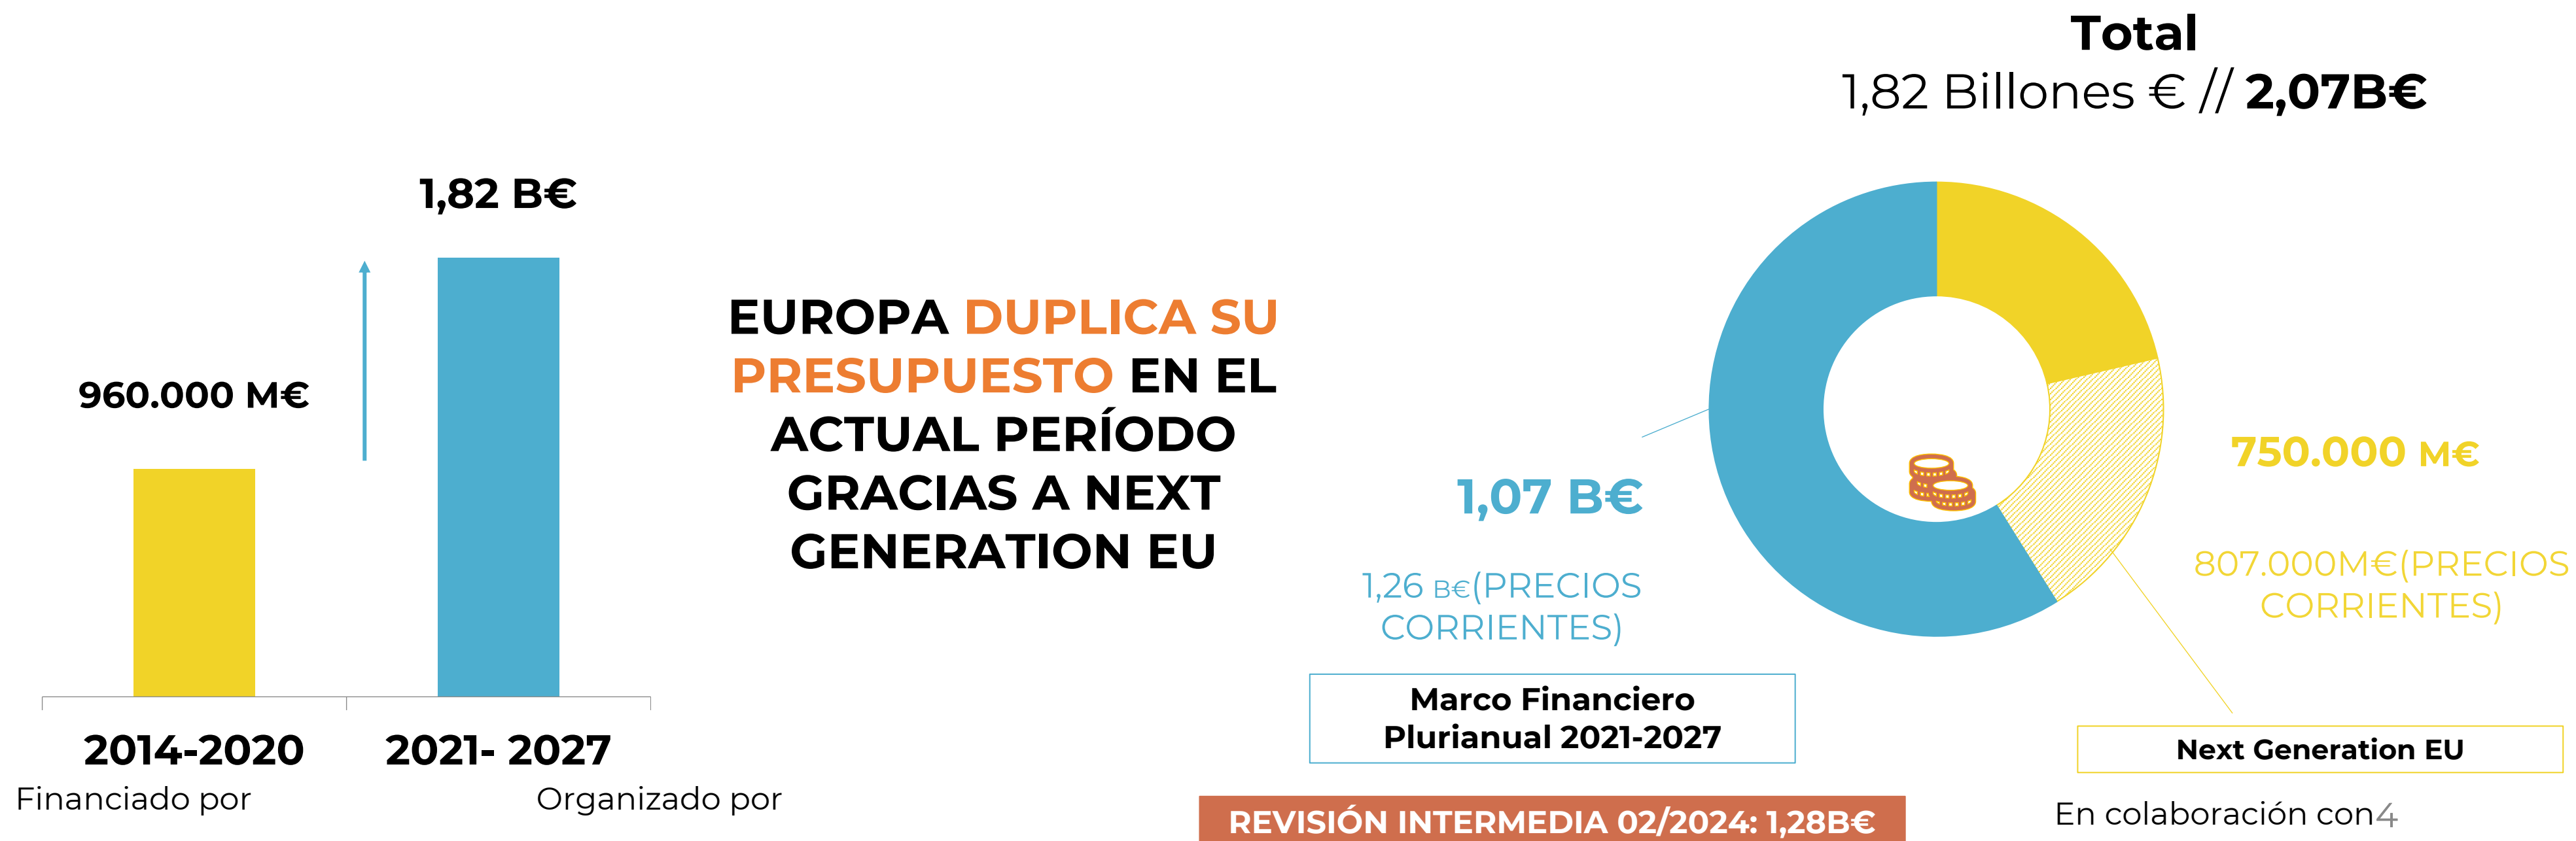 Total
1,82 Billones € // 2,07B€
1,82 B€
960.000 M€
2014-2020
2021- 2027
EUROPA DUPLICA SU
PRESUPUESTO EN EL
ACTUAL PERÍODO
GRACIAS A NEXT
GENERATION EU
1,07 B€
1,26 B€(PRECIOS
CORRIENTES)
Marco Financiero
Plurianual 2021-2027
750.000 M€
807.000M€(PRECIOS
CORRIENTES)
Next Generation EU
Financiado por
Organizado por
REVISIÓN INTERMEDIA 02/2024: 1,28B€
En colaboración con
4